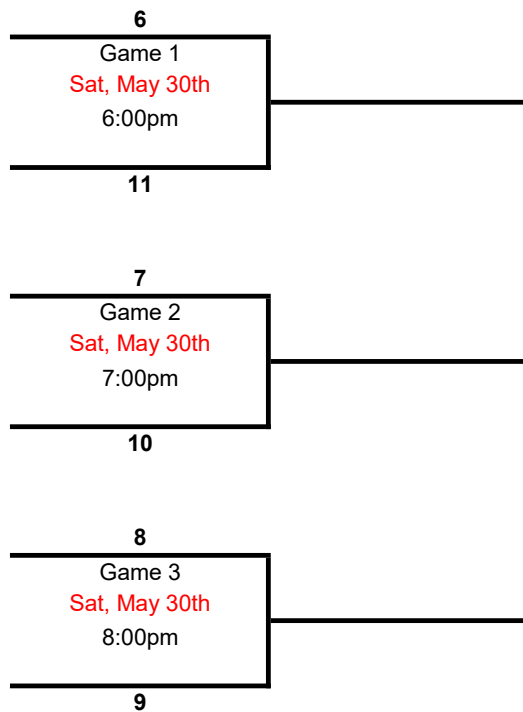 6
Game 1
Sat, May 30th
6:00pm
11
7
Game 2
Sat, May 30th
7:00pm
10
8
Game 3
Sat, May 30th
8:00pm
9